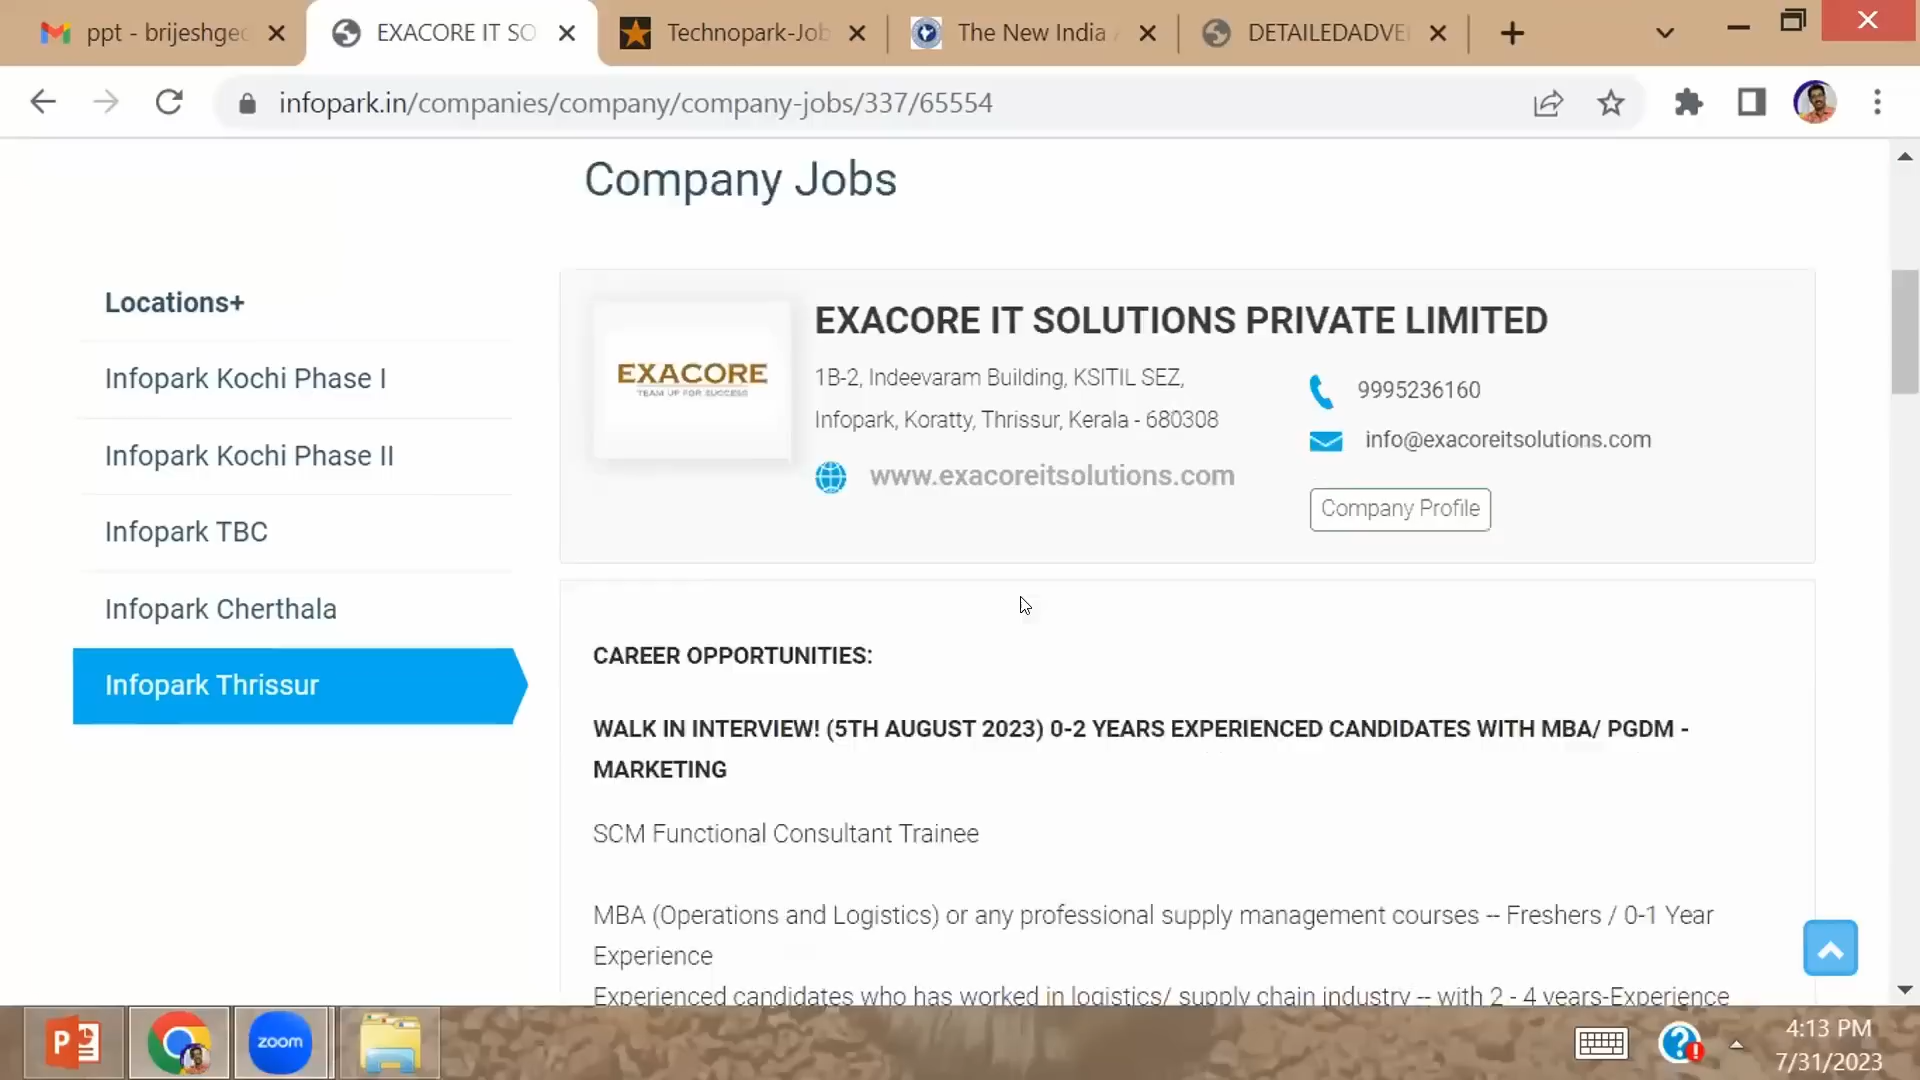 ppt - brijeshged
EXACORE IT SO
Technopark-Job
The New India A
DETAILEDADVE
infopark.in/companies/company/company-jobs/337/65554
Company Jobs
Locations+
Infopark Kochi Phase I
Infopark Kochi Phase II
Infopark TBC
Infopark Cherthala
Infopark Thrissur
EXACORE
TEAM UP FOR SUCCESS
EXACORE IT SOLUTIONS PRIVATE LIMITED
1B-2, Indeevaram Building, KSITIL SEZ,
Infopark, Koratty, Thrissur, Kerala - 680308
www.exacoreitsolutions.com
9995236160
info@exacoreitsolutions.com
Company Profile
CAREER OPPORTUNITIES:
WALK IN INTERVIEW! (5TH AUGUST 2023) 0-2 YEARS EXPERIENCED CANDIDATES WITH MBA/ PGDM -
MARKETING
SCM Functional Consultant Trainee
MBA (Operations and Logistics) or any professional supply management courses -- Freshers / 0-1 Year
Experience
Experienced candidates who has worked in logistics/ supply chain industry -- with 2 - 4 years-Experience
zoom
4:13 PM
7/31/2023